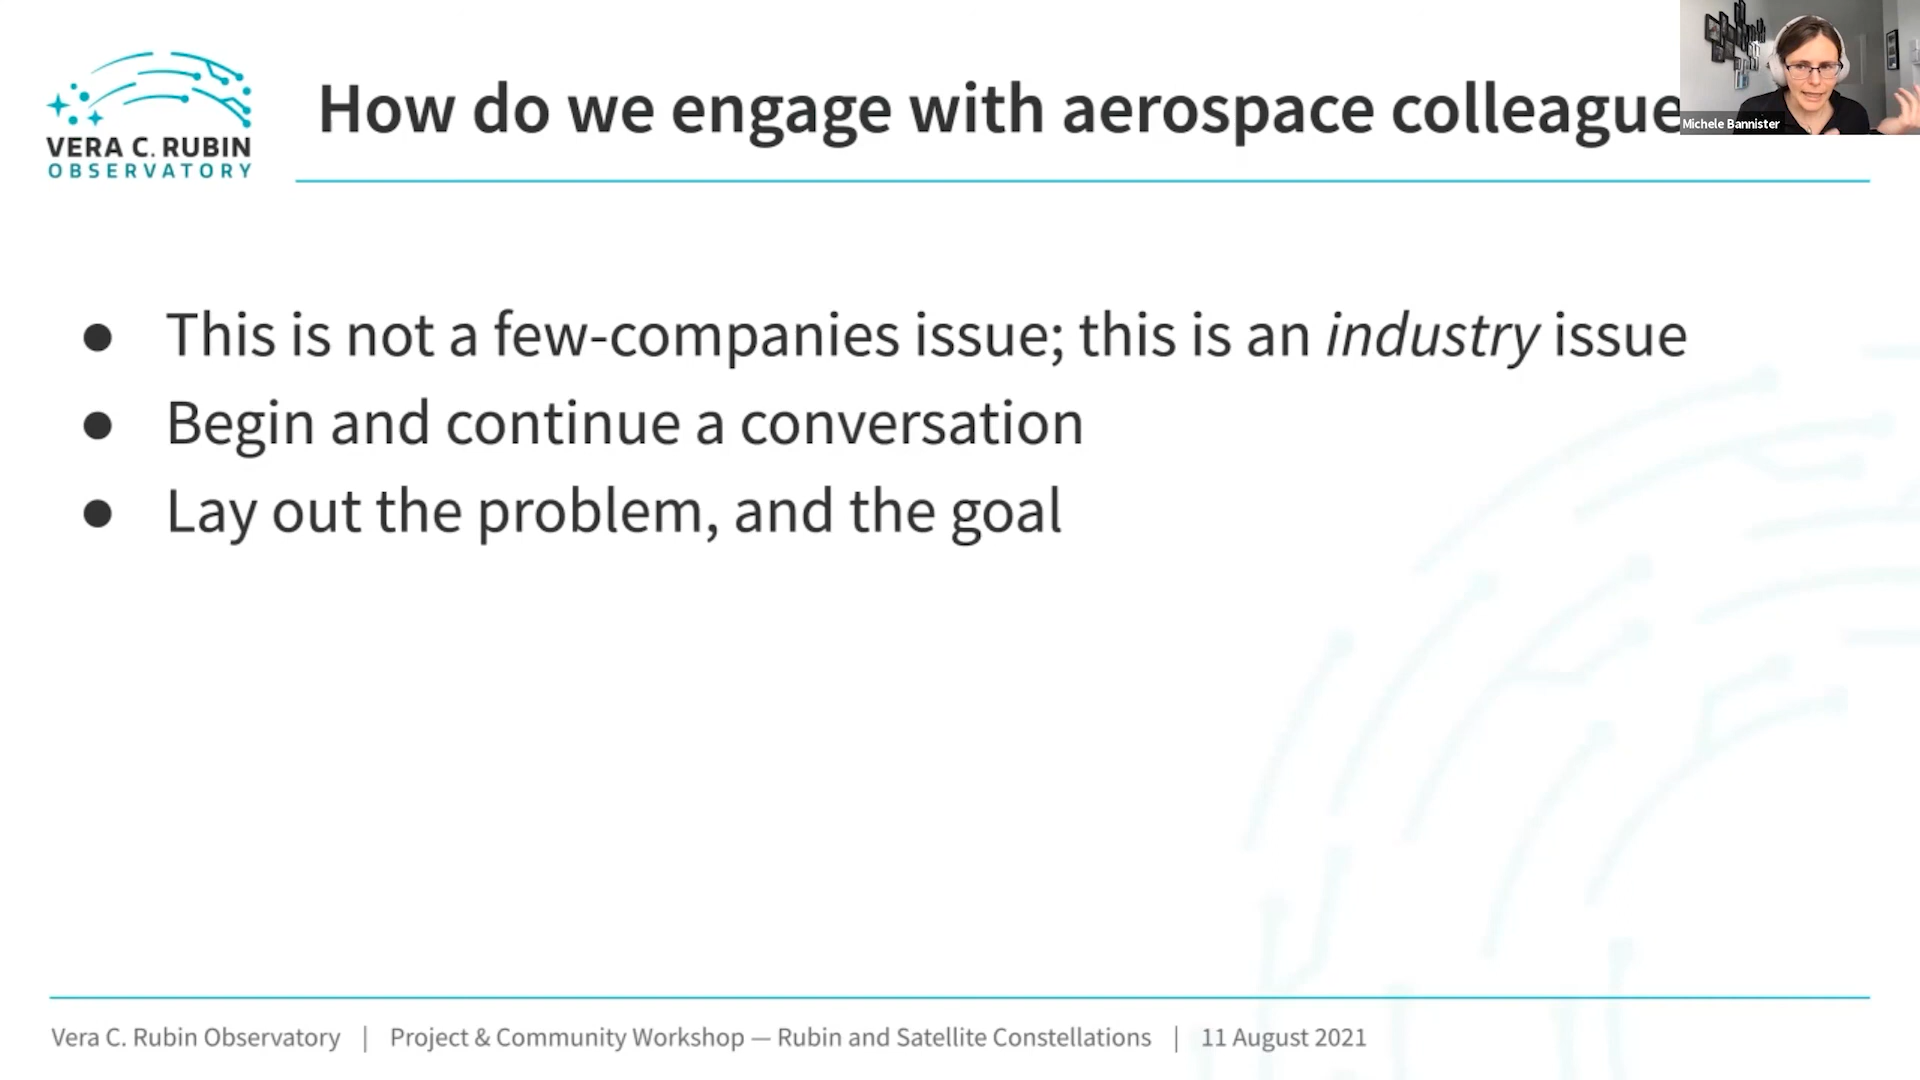 VERA C. RUBIN
OBSERVATORY
How do we engage with aerospace colleague
Michele Bannister
● This is not a few-companies issue; this is an industry issue
● Begin and continue a conversation
● Lay out the problem, and the goal
Vera C. Rubin Observatory | Project & Community Workshop — Rubin and Satellite Constellations | 11 August 2021